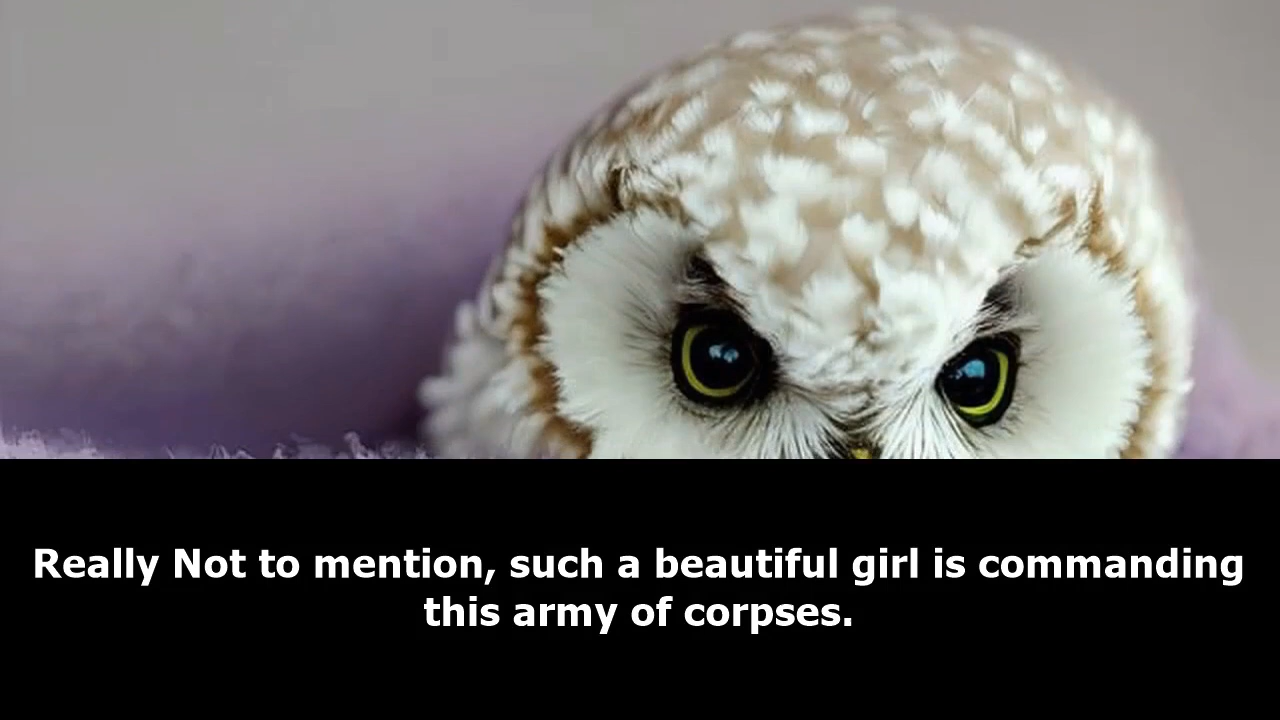 Really Not to mention, such a beautiful girl is commanding
this army of corpses.